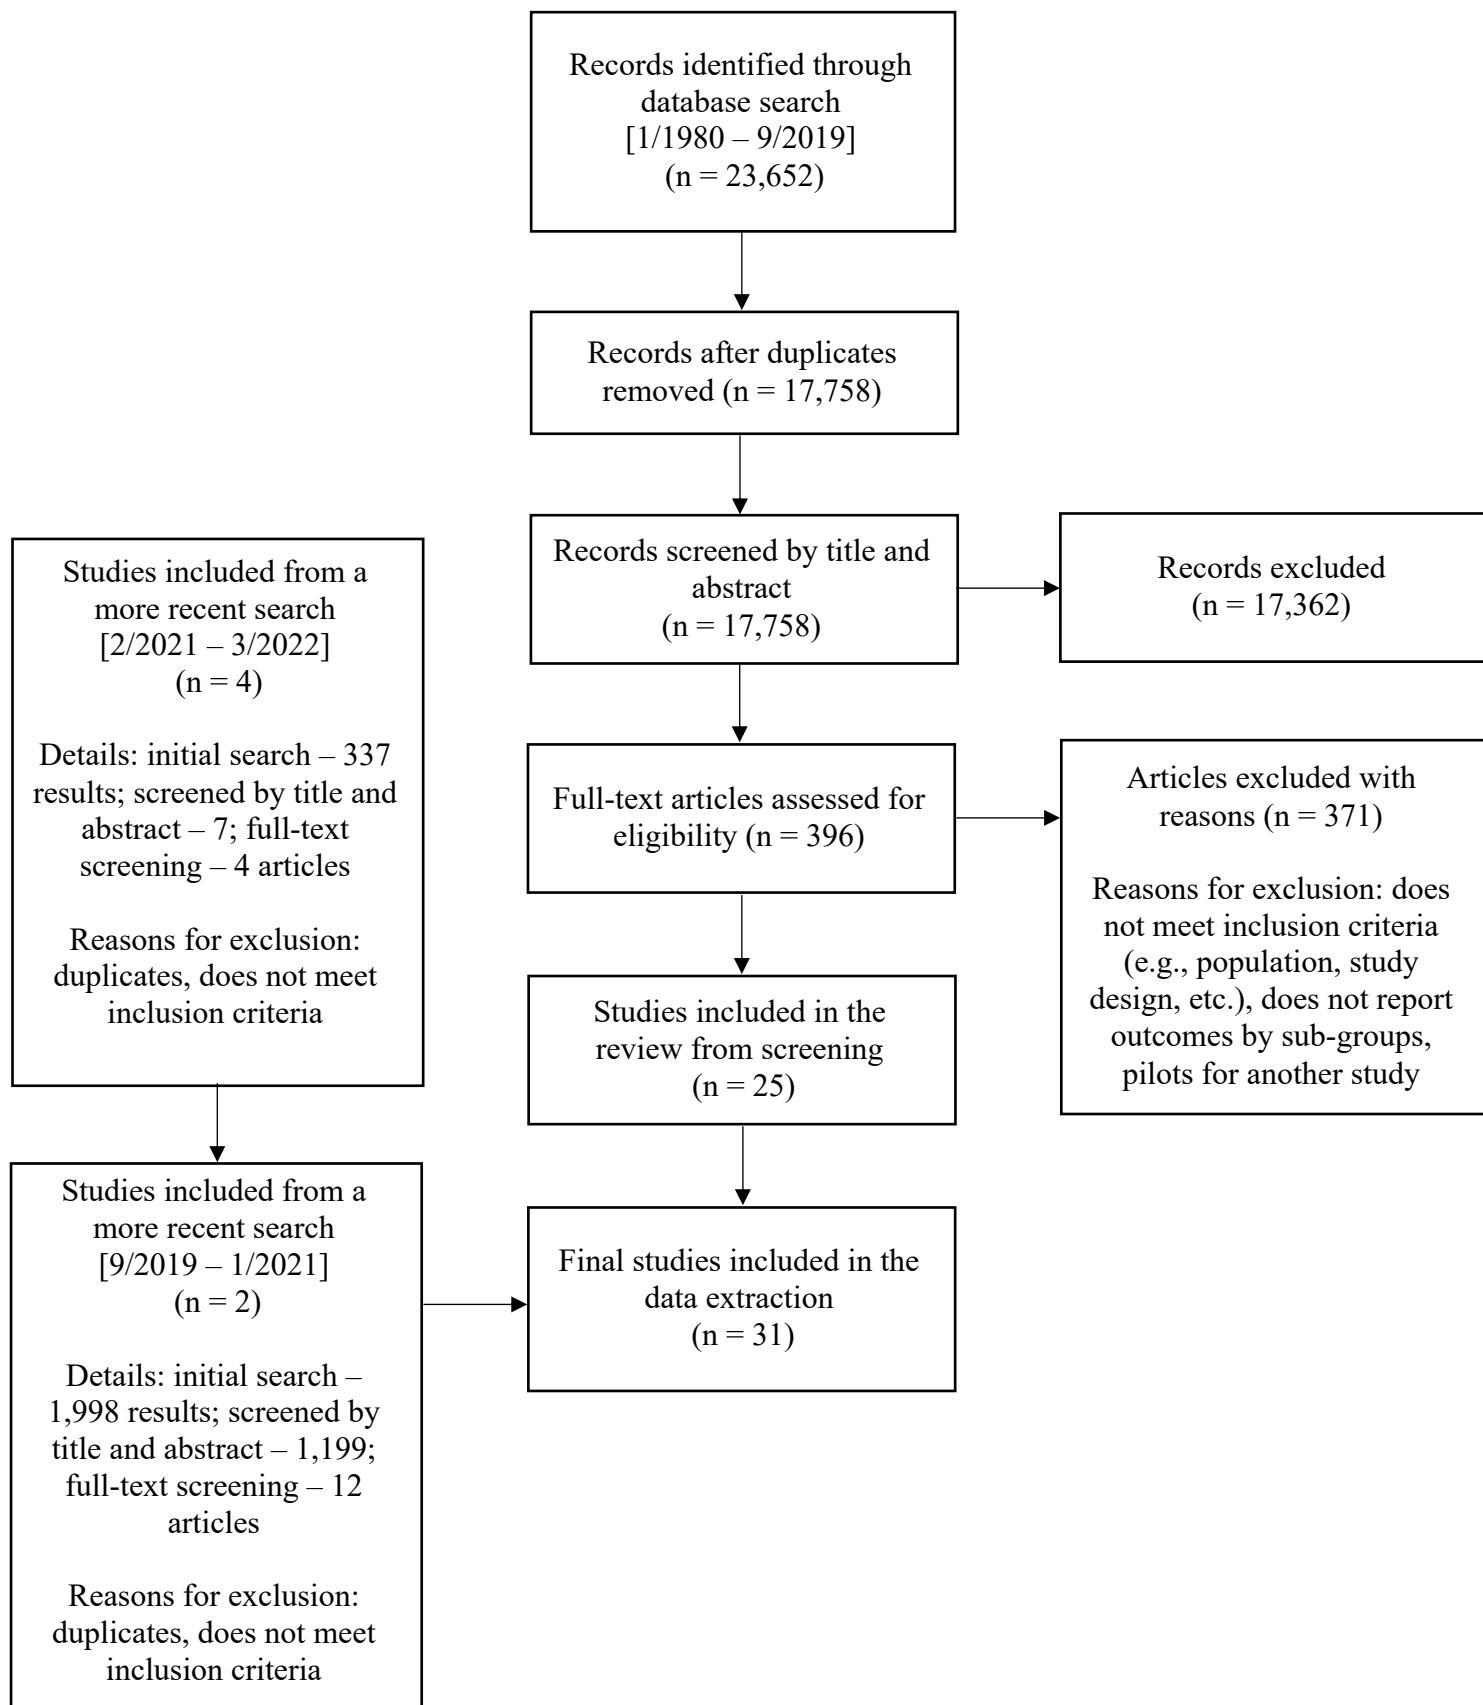 Records identified through
database search
[1/1980 – 9/2019]
(n = 23,652)
Records after duplicates
removed (n = 17,758)
Records screened by title and
abstract
(n = 17,758)
Records excluded
(n = 17,362)
Studies included from a
more recent search
[2/2021 – 3/2022]
(n = 4)
Details: initial search – 337
results; screened by title and
abstract – 7; full-text
screening – 4 articles
Reasons for exclusion:
duplicates, does not meet
inclusion criteria
Full-text articles assessed for
eligibility (n = 396)
Articles excluded with
reasons (n = 371)
Reasons for exclusion: does
not meet inclusion criteria
(e.g., population, study
design, etc.), does not report
outcomes by sub-groups,
pilots for another study
Studies included in the
review from screening
(n = 25)
Studies included from a
more recent search
[9/2019 – 1/2021]
(n = 2)
Details: initial search –
1,998 results; screened by
title and abstract – 1,199;
full-text screening – 12
articles
Reasons for exclusion:
duplicates, does not meet
inclusion criteria
Final studies included in the
data extraction
(n = 31)